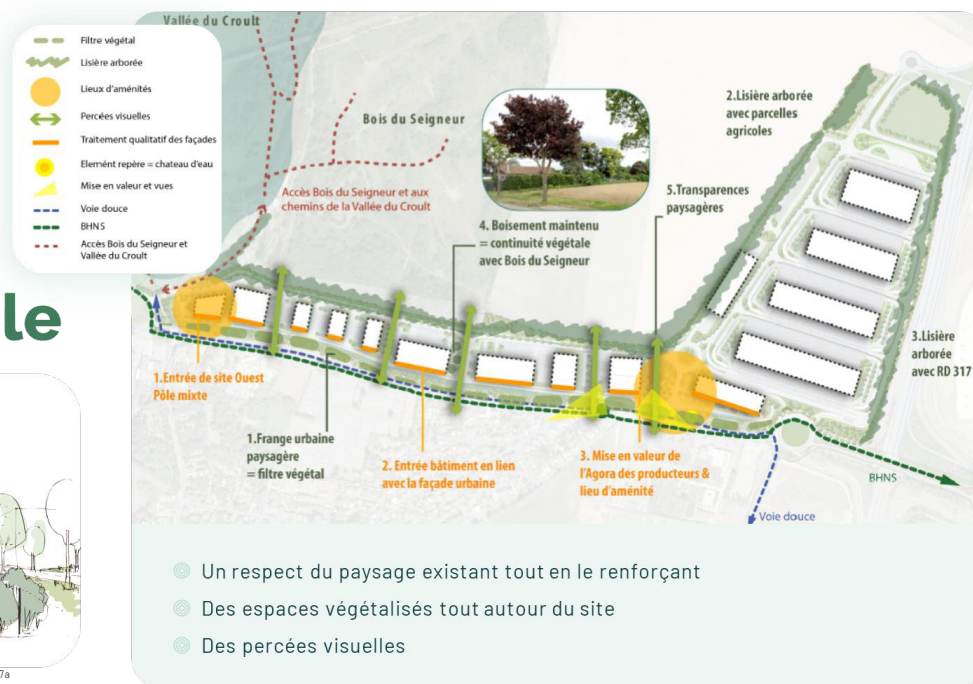 Vallée du Croult
Filtre végétal
Lisière arborée
Lieux d'aménités
Percées visuelles
Traitement qualitatif des façades
Elemént repère = chateau d'eau
Mise en valeur et vues
Voie douce
BHNS
Accès Bois du Seigneur et
Vallée du Croult
le
Bois du Seigneur
Accès Bois du Seigneur et aux
chemins de la Vallée du Croult
4. Boisement maintenu
= continuité végétale
avec Bois du Seigneur
2.Lisière arborée
avec parcelles
agricoles
5.Transparences
paysagères
3.Lisière
arborée
avec RD 317
1.Entrée de site Ouest
Pôle mixte
1.Frange urbaine
paysagère
= filtre végétal
2. Entrée bâtiment en lien
avec la façade urbaine
3. Mise en valeur de
l'Agora des producteurs &
lieu d'aménité
BHNS
Voie douce
Un respect du paysage existant tout en le renforçant
Des espaces végétalisés tout autour du site
Des percées visuelles
7a